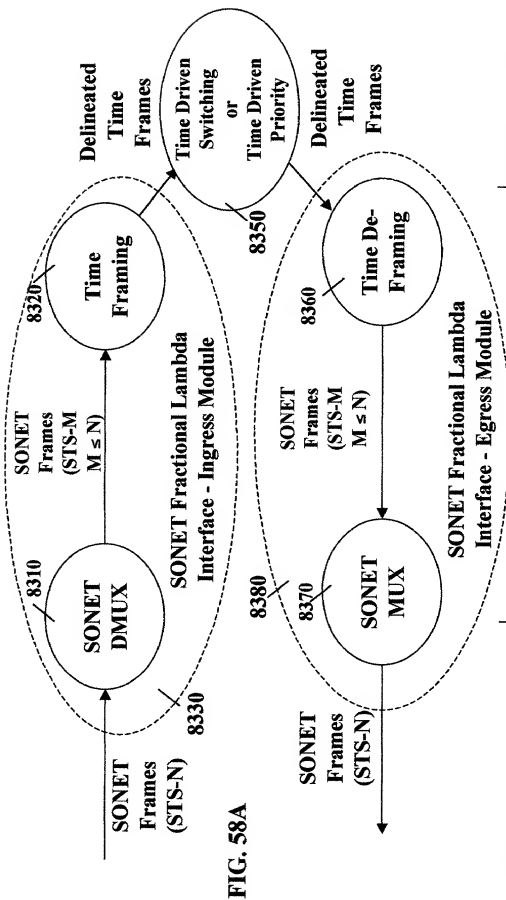 SONET
Frames
(STS-N)
SONET
DMUX
8310
8330
SONET
Frames
(STS-M
M ≤ N)
SONET Fractional Lambda
Interface - Ingress Module
8320
Time
Framing
Delineated
Time
Frames
Time Driven
Switching
or
Time Driven
Priority
8350
Delineated
Time
Frames
8360
Time De-
Framing
SONET
Frames
(STS-M
M ≤ N)
SONET Fractional Lambda
Interface - Egress Module
8380
8370
SONET
MUX
SONET
Frames
(STS-N)
FIG. 58A